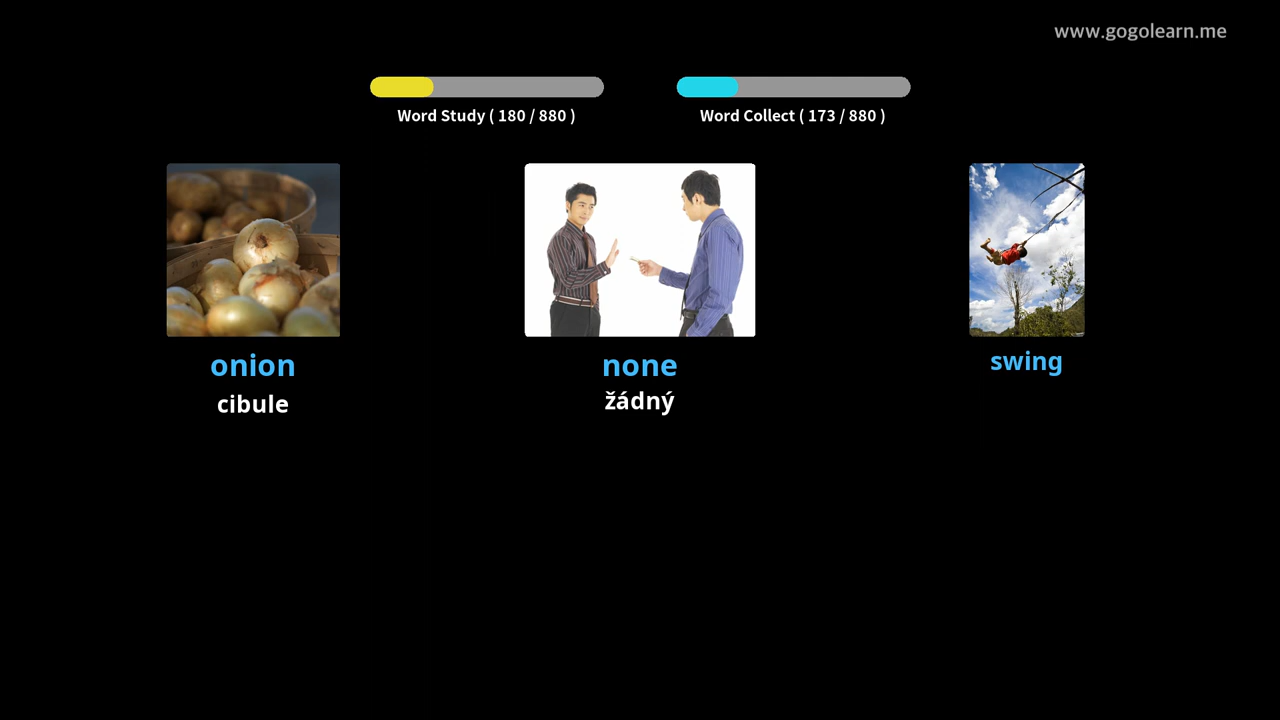 www.gogolearn.me
Word Study ( 180 / 880 )
Word Collect ( 173 / 880 )
onion
cibule
none
žádný
swing